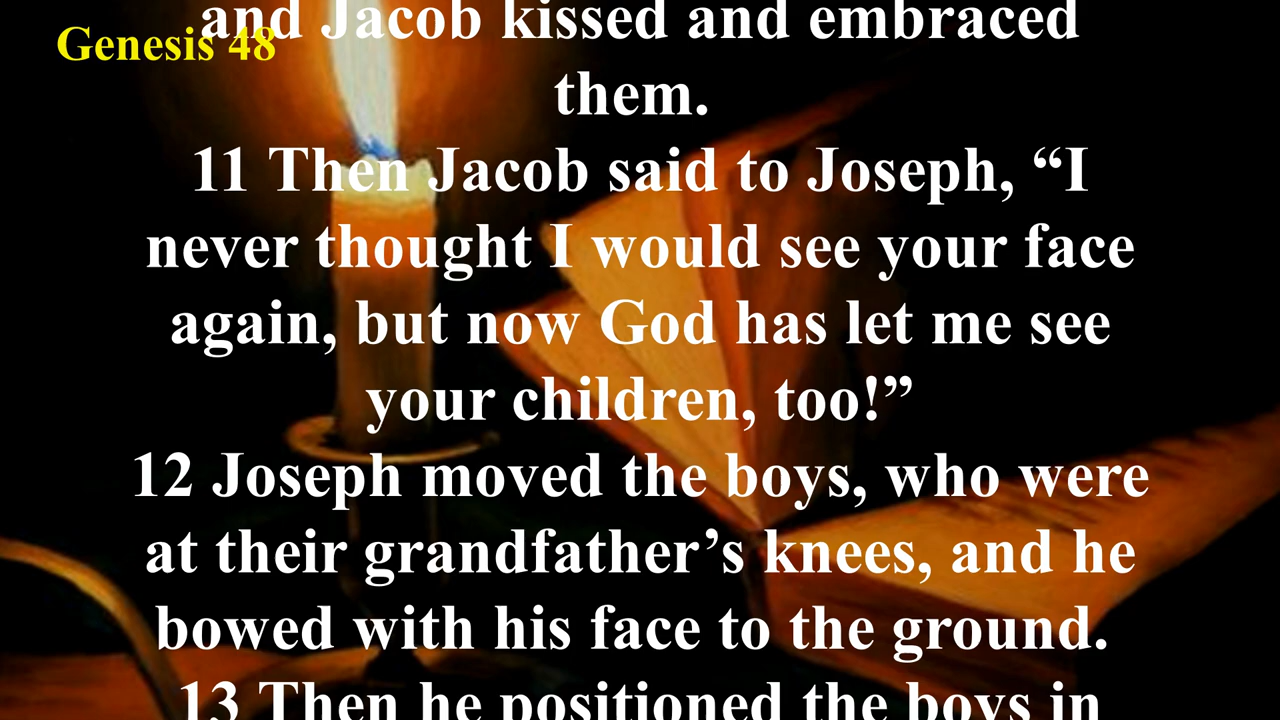 Genesis 48
and Jacob kissed and embraced
them.
11 Then Jacob said to Joseph, “I
never thought I would see your face
again, but now God has let me see
your children, too!”
12 Joseph moved the boys, who were
at their grandfather’s knees, and he
bowed with his face to the ground.
13 Then he positioned the boys in